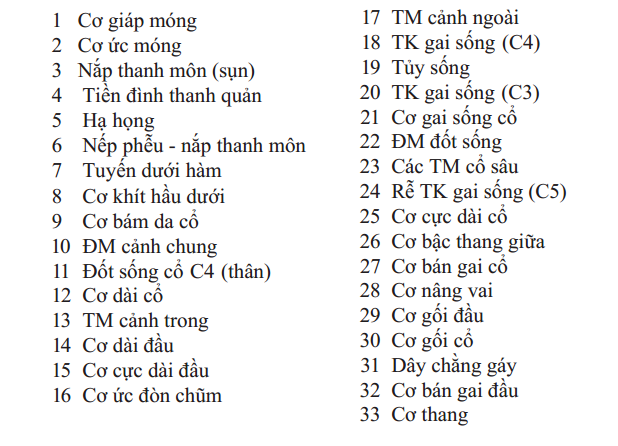 1 Cơ giáp móng
2 Cơ ức móng
3 Nắp thanh môn (sụn)
4 Tiền đình thanh quản
5 Hạ họng
6 Nếp phễu - nắp thanh môn
7 Tuyến dưới hàm
8 Cơ khít hầu dưới
9 Cơ bám da cổ
10 ĐM cảnh chung
11 Đốt sống cổ C4 (thân)
12 Cơ dài cổ
13 TM cảnh trong
14 Cơ dài đầu
15 Cơ cực dài đầu
16 Cơ ức đòn chũm
17 TM cảnh ngoài
18 TK gai sống (C4)
19 Tủy sống
20 TK gai sống (C3)
21 Cơ gai sống cổ
22 ĐM đốt sống
23 Các TM cổ sâu
24 Rễ TK gai sống (C5)
25 Cơ cực dài cổ
26 Cơ bậc thang giữa
27 Cơ bán gai cổ
28 Cơ nâng vai
29 Cơ gối đầu
30 Cơ gối cổ
31 Dây chằng gáy
32 Cơ bán gai đầu
33 Cơ thang